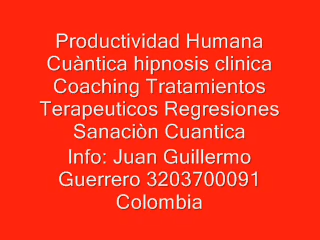 Productividad Humana
Cuàntica hipnosis clinica
Coaching Tratamientos
Terapeuticos Regresiones
Sanaciòn Cuantica
Info: Juan Guillermo
Guerrero 3203700091
Colombia